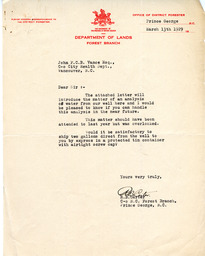 OFFICE OF DISTRICT FORESTER
Prince George
March 13th 1929
DEPARTMENT OF LANDS
FOREST BRANCH
John F.C.B. Vance Esq.,
C=o City Health Dept.,
Vancouver, B.C.
Dear Sir:-
The attached letter will
introduce the matter of an analysis
of water from our well here and I would
be pleased to know if you can handle
this analysis in the near future.
This matter should have been
attended to last year but was overlooked.
Would it be satisfactory to
ship two gallons direct from the well to
you by express in a protected tin container
with airtight screw cap?
Yours very truly,
C=o B.C. Forest Branch,
Prince George, B.C.